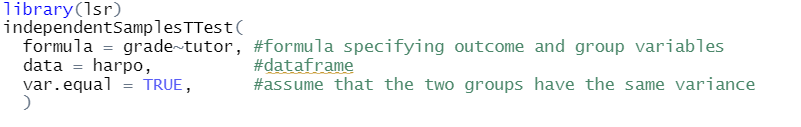 library(lsr)
independentSamplesTTest(
  formula = grade~tutor, #formula specifying outcome and group variables
  data = harpo,          #dataframe
  var.equal = TRUE,      #assume that the two groups have the same variance
  )